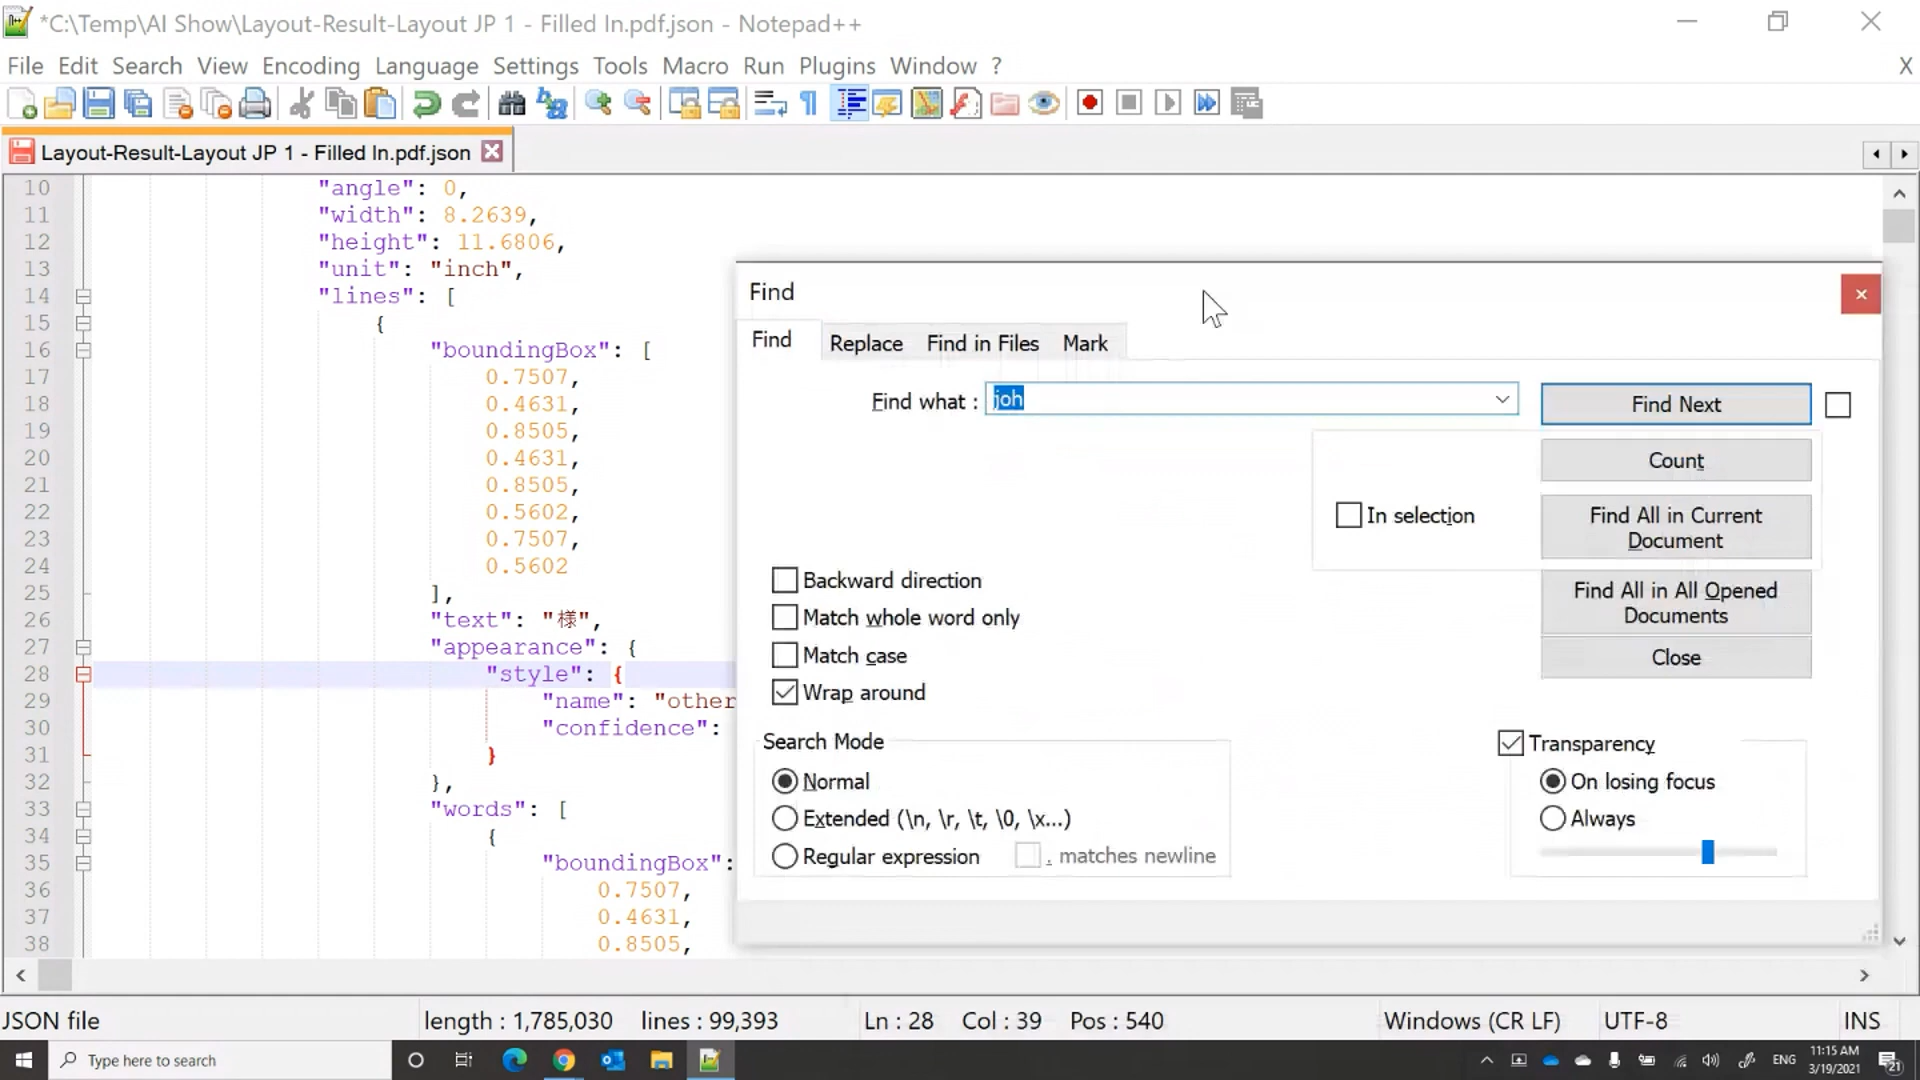 *C:\Temp\AI Show\Layout-Result-Layout JP 1 - Filled In.pdf.json - Notepad++
File Edit Search View Encoding Language Settings Tools Macro Run Plugins Window ? X
Layout-Result-Layout JP 1 - Filled In.pdf.json
10 "angle": 0,
11 "width": 8.2639,
12 "height": 11.6806,
13 "unit": "inch",
14 "lines": [
15 {
16 "boundingBox": [
17 0.7507,
18 0.4631,
19 0.8505,
20 0.4631,
21 0.8505,
22 0.5602,
23 0.7507,
24 0.5602
25 ],
26 "text": "様",
27 "appearance": {
28 "style": {
29 "name": "other
30 "confidence":
31 }
32 },
33 "words": [
34 {
35 "boundingBox":
36 0.7507,
37 0.4631,
38 0.8505,
Find
Find Replace Find in Files Mark
Find what : joh
Find Next
Count
In selection
Find All in Current
Document
Find All in All Opened
Documents
Close
Backward direction
Match whole word only
Match case
Wrap around
Search Mode
Normal
Extended (\n, \r, \t, \0, \x...)
Regular expression . matches newline
Transparency
On losing focus
Always
JSON file length : 1,785,030 lines : 99,393 Ln : 28 Col : 39 Pos : 540 Windows (CR LF) UTF-8 INS
Type here to search
ENG
11:15 AM
3/19/2021
21